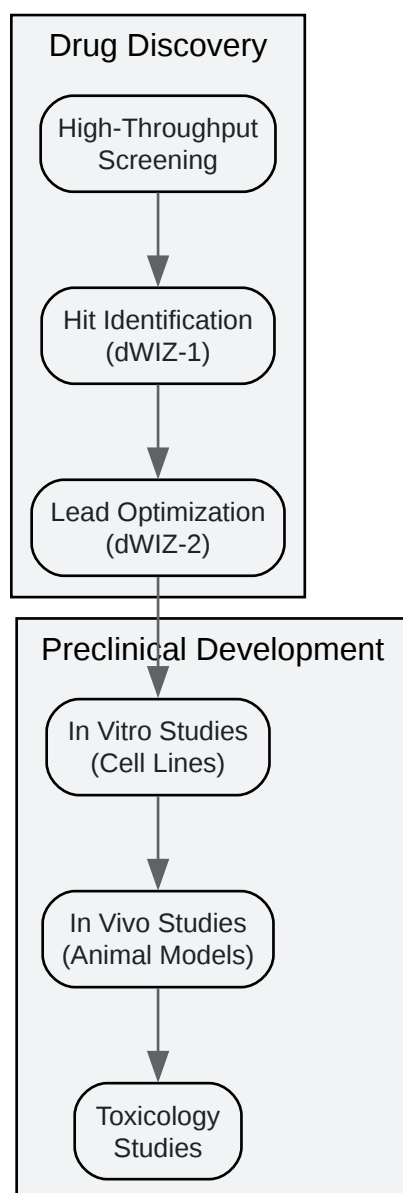 Drug Discovery
High-Throughput
Screening
Hit Identification
(dWIZ-1)
Lead Optimization
(dWIZ-2)
Preclinical Development
In Vitro Studies
(Cell Lines)
In Vivo Studies
(Animal Models)
Toxicology
Studies